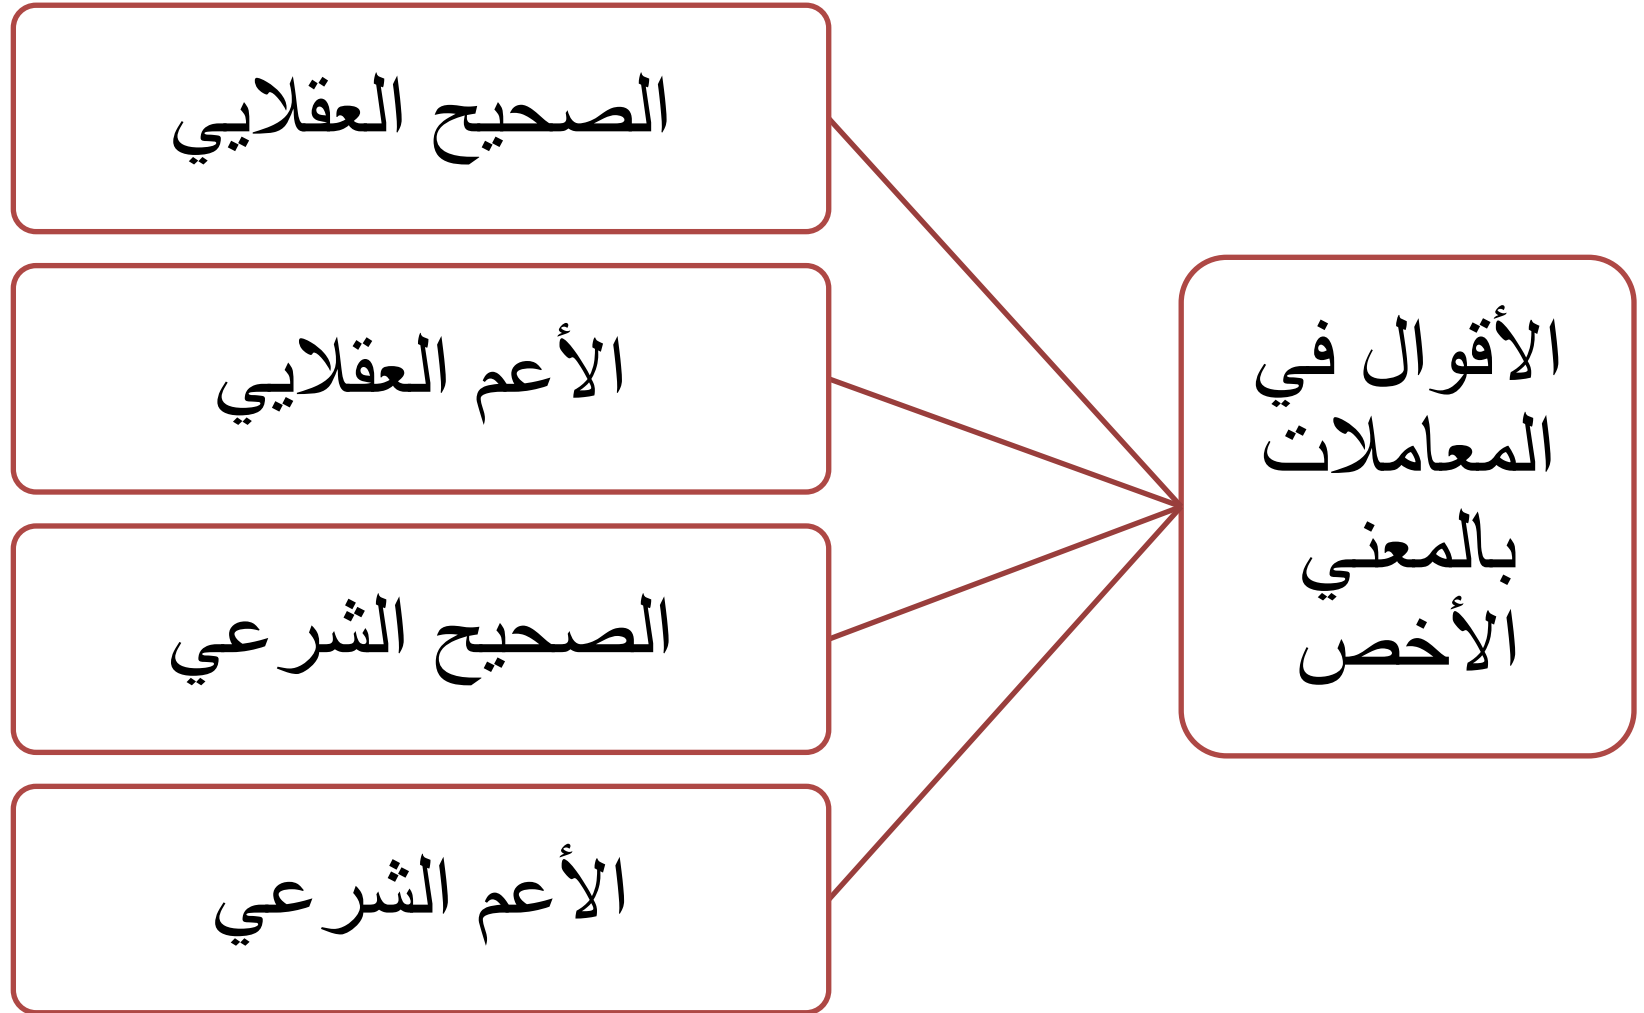 الأقوال في
المعاملات
بالمعني
الأخص
الصحيح العقلايي
الأعم العقلايي
الصحيح الشرعي
الأعم الشرعي